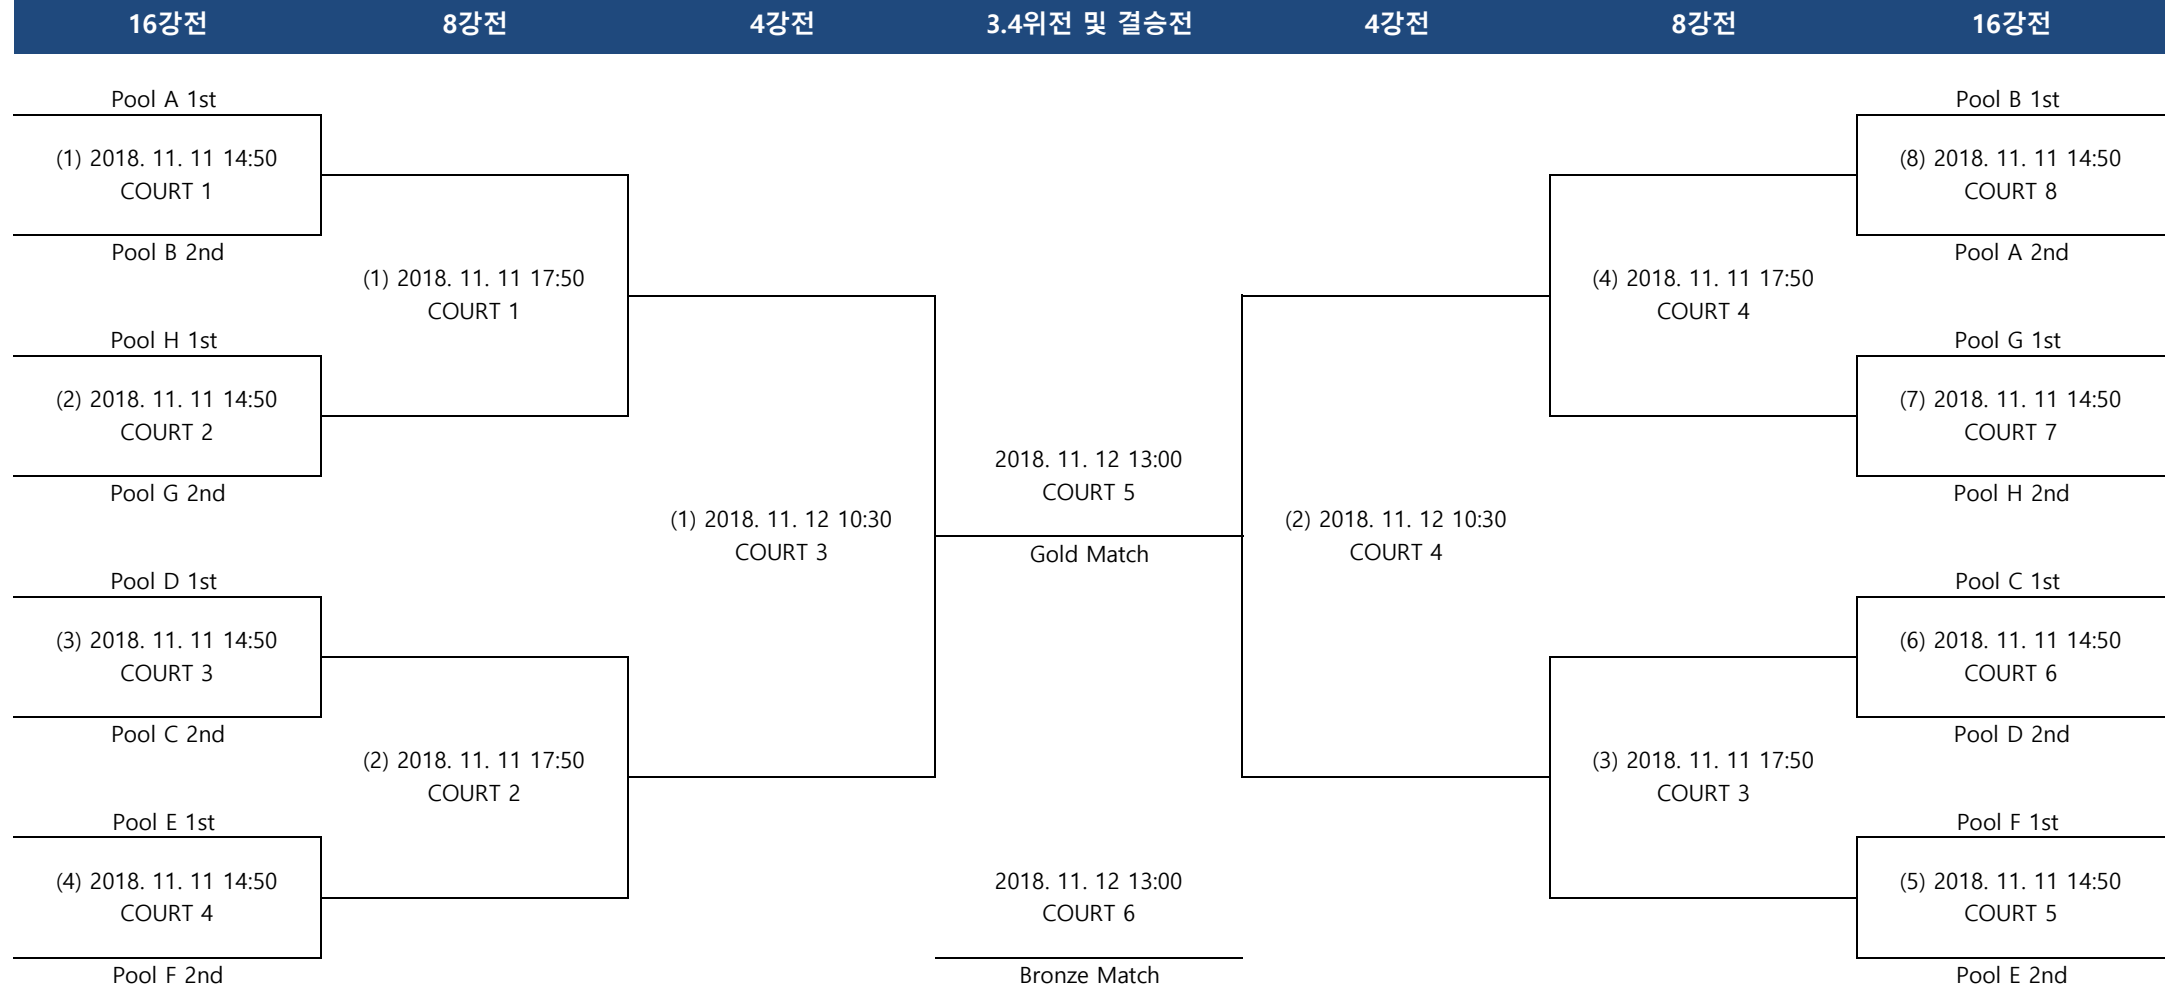 16강전 8강전 4강전 3.4위전 및 결승전 4강전 8강전 16강전
Pool A 1st
(1) 2018. 11. 11 14:50
COURT 1
Pool B 2nd
Pool H 1st
(2) 2018. 11. 11 14:50
COURT 2
Pool G 2nd
Pool D 1st
(3) 2018. 11. 11 14:50
COURT 3
Pool C 2nd
Pool E 1st
(4) 2018. 11. 11 14:50
COURT 4
Pool F 2nd
(1) 2018. 11. 11 17:50
COURT 1
(2) 2018. 11. 11 17:50
COURT 2
(1) 2018. 11. 12 10:30
COURT 3
2018. 11. 12 13:00
COURT 5
Gold Match
2018. 11. 12 13:00
COURT 6
Bronze Match
(2) 2018. 11. 12 10:30
COURT 4
(4) 2018. 11. 11 17:50
COURT 4
(3) 2018. 11. 11 17:50
COURT 3
Pool B 1st
(8) 2018. 11. 11 14:50
COURT 8
Pool A 2nd
Pool G 1st
(7) 2018. 11. 11 14:50
COURT 7
Pool H 2nd
Pool C 1st
(6) 2018. 11. 11 14:50
COURT 6
Pool D 2nd
Pool F 1st
(5) 2018. 11. 11 14:50
COURT 5
Pool E 2nd